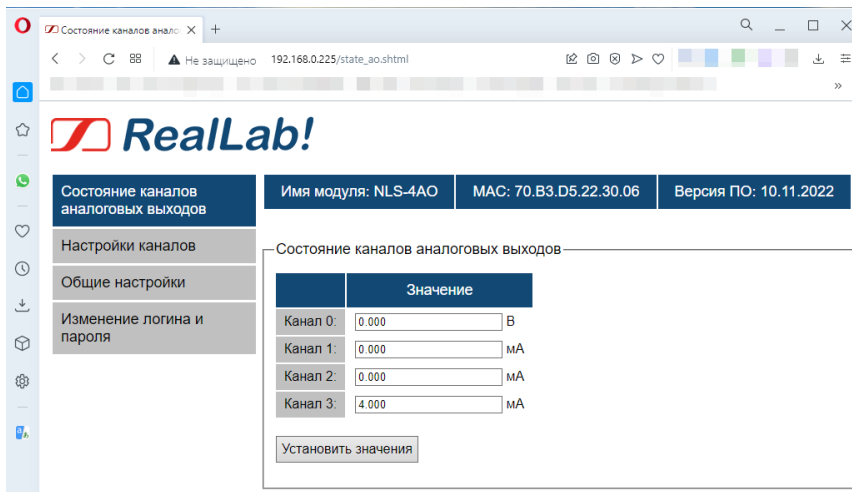 Состояние каналов анало
Не защищено 192.168.0.225/state_ao.shtml
RealLab!
Состояние каналов аналоговых выходов
Настройки каналов
Общие настройки
Изменение логина и пароля
Имя модуля: NLS-4AO
MAC: 70.B3.D5.22.30.06
Версия ПО: 10.11.2022
Состояние каналов аналоговых выходов
Значение
Канал 0: 0.000 В
Канал 1: 0.000 мА
Канал 2: 0.000 мА
Канал 3: 4.000 мА
Установить значения